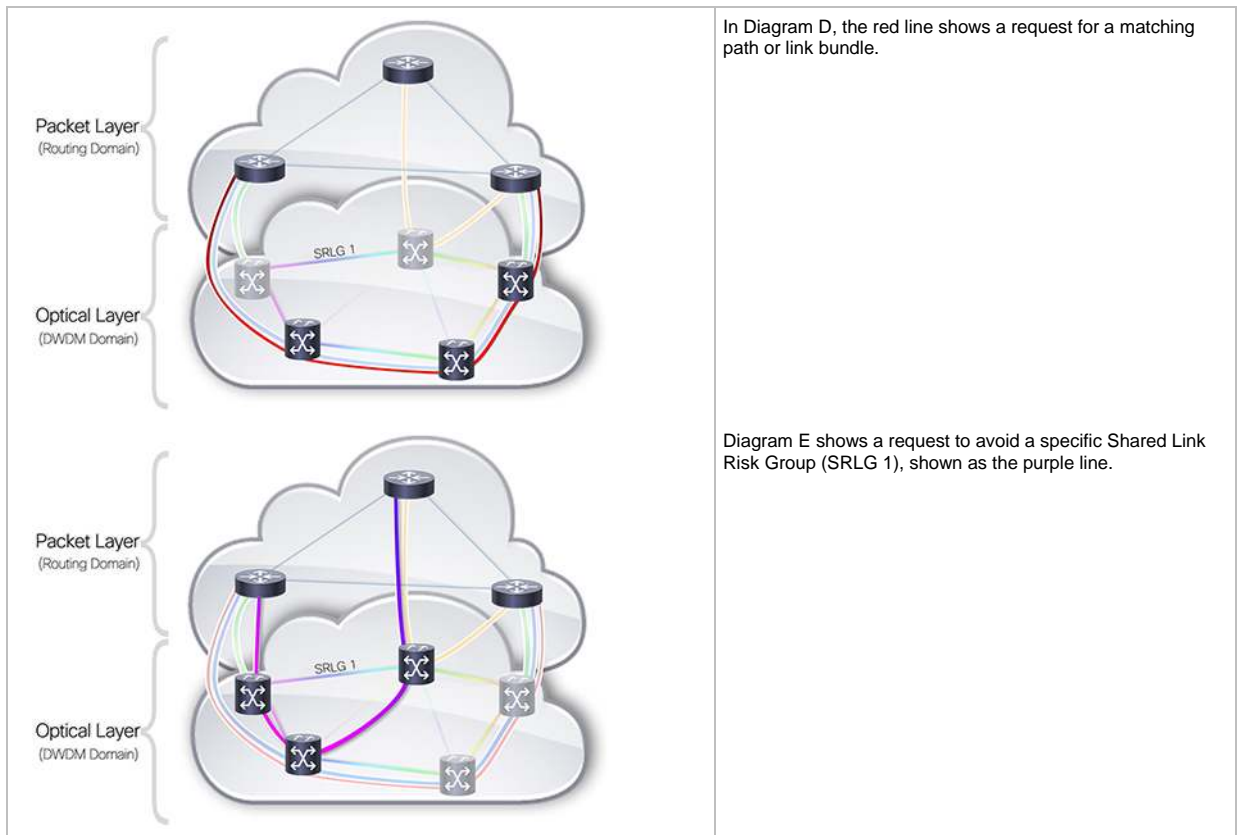 In Diagram D, the red line shows a request for a matching
path or link bundle.
Packet Layer
(Routing Domain)
SRLG 1
Optical Layer
(DWDM Domain)
Diagram E shows a request to avoid a specific Shared Link
Risk Group (SRLG 1), shown as the purple line.
Packet Layer
(Routing Domain)
SRLG 1
Optical Layer
(DWDM Domain)